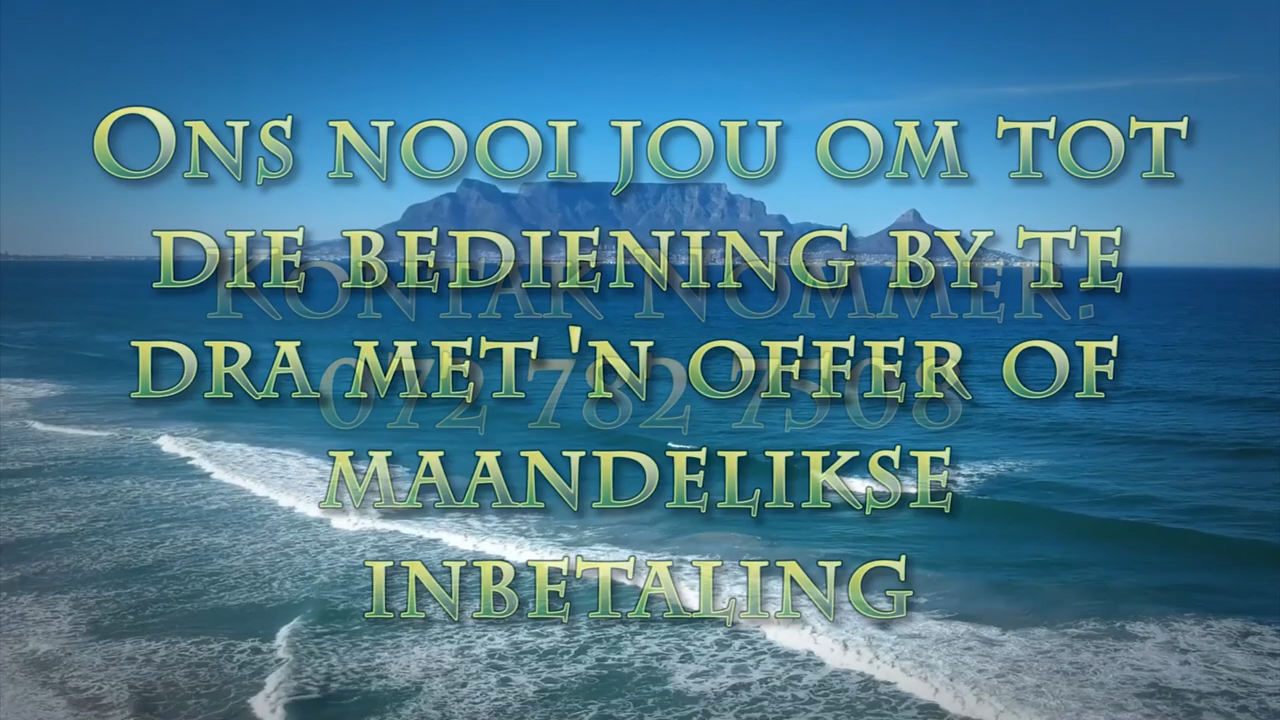 Ons nooi jou om tot
die bediening by te
Kontak Nommer:
dra met 'n offer of
072 782 7508
maandelikse
inbetaling